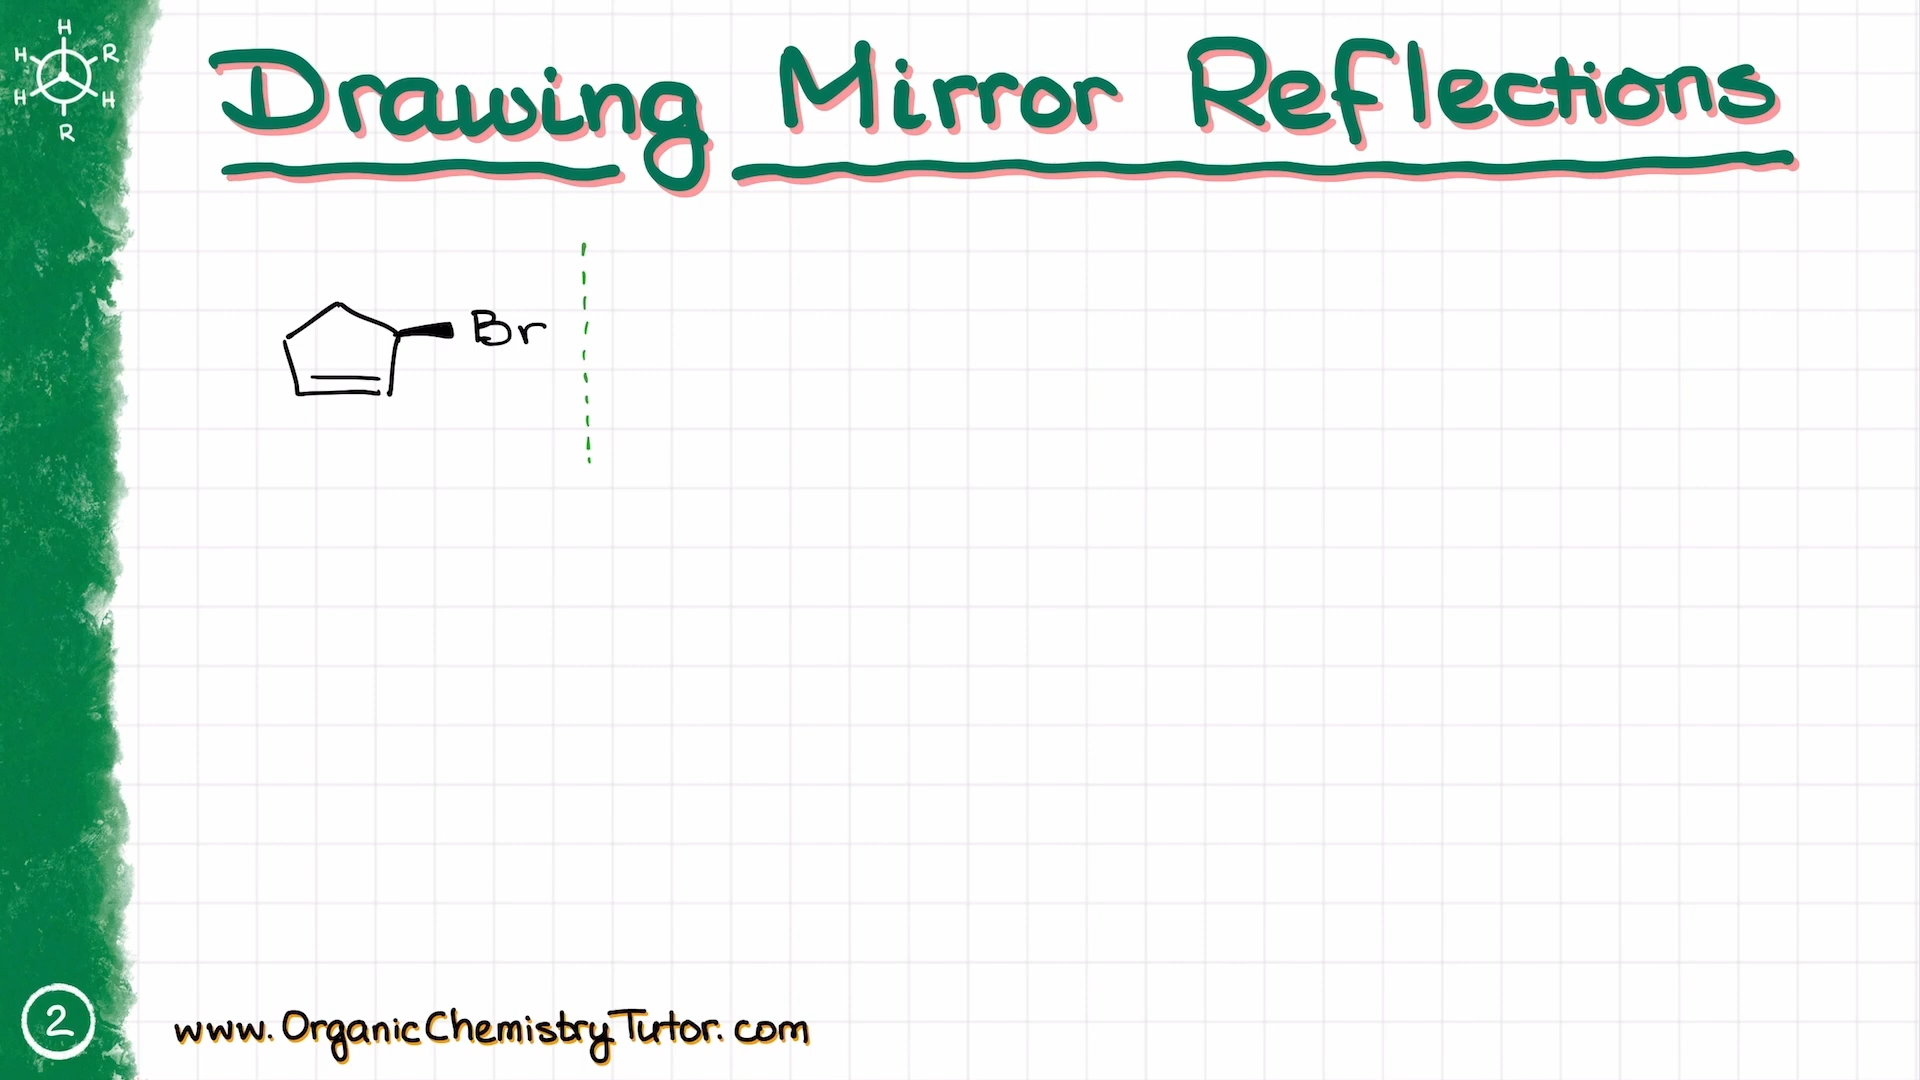 H
H R
H H
R
Drawing Mirror Reflections
Br
2
www.OrganicChemistryTutor.com